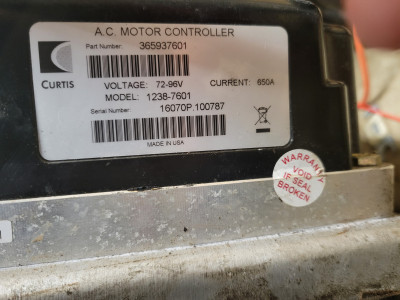 A.C. MOTOR CONTROLLER
Part Number: 365937601
CURTIS
VOLTAGE: 72-96V CURRENT: 650A
MODEL: 1238-7601
Serial Number: 16070P.100787
MADE IN USA
WARRANTY
VOID
IF SEAL
BROKEN